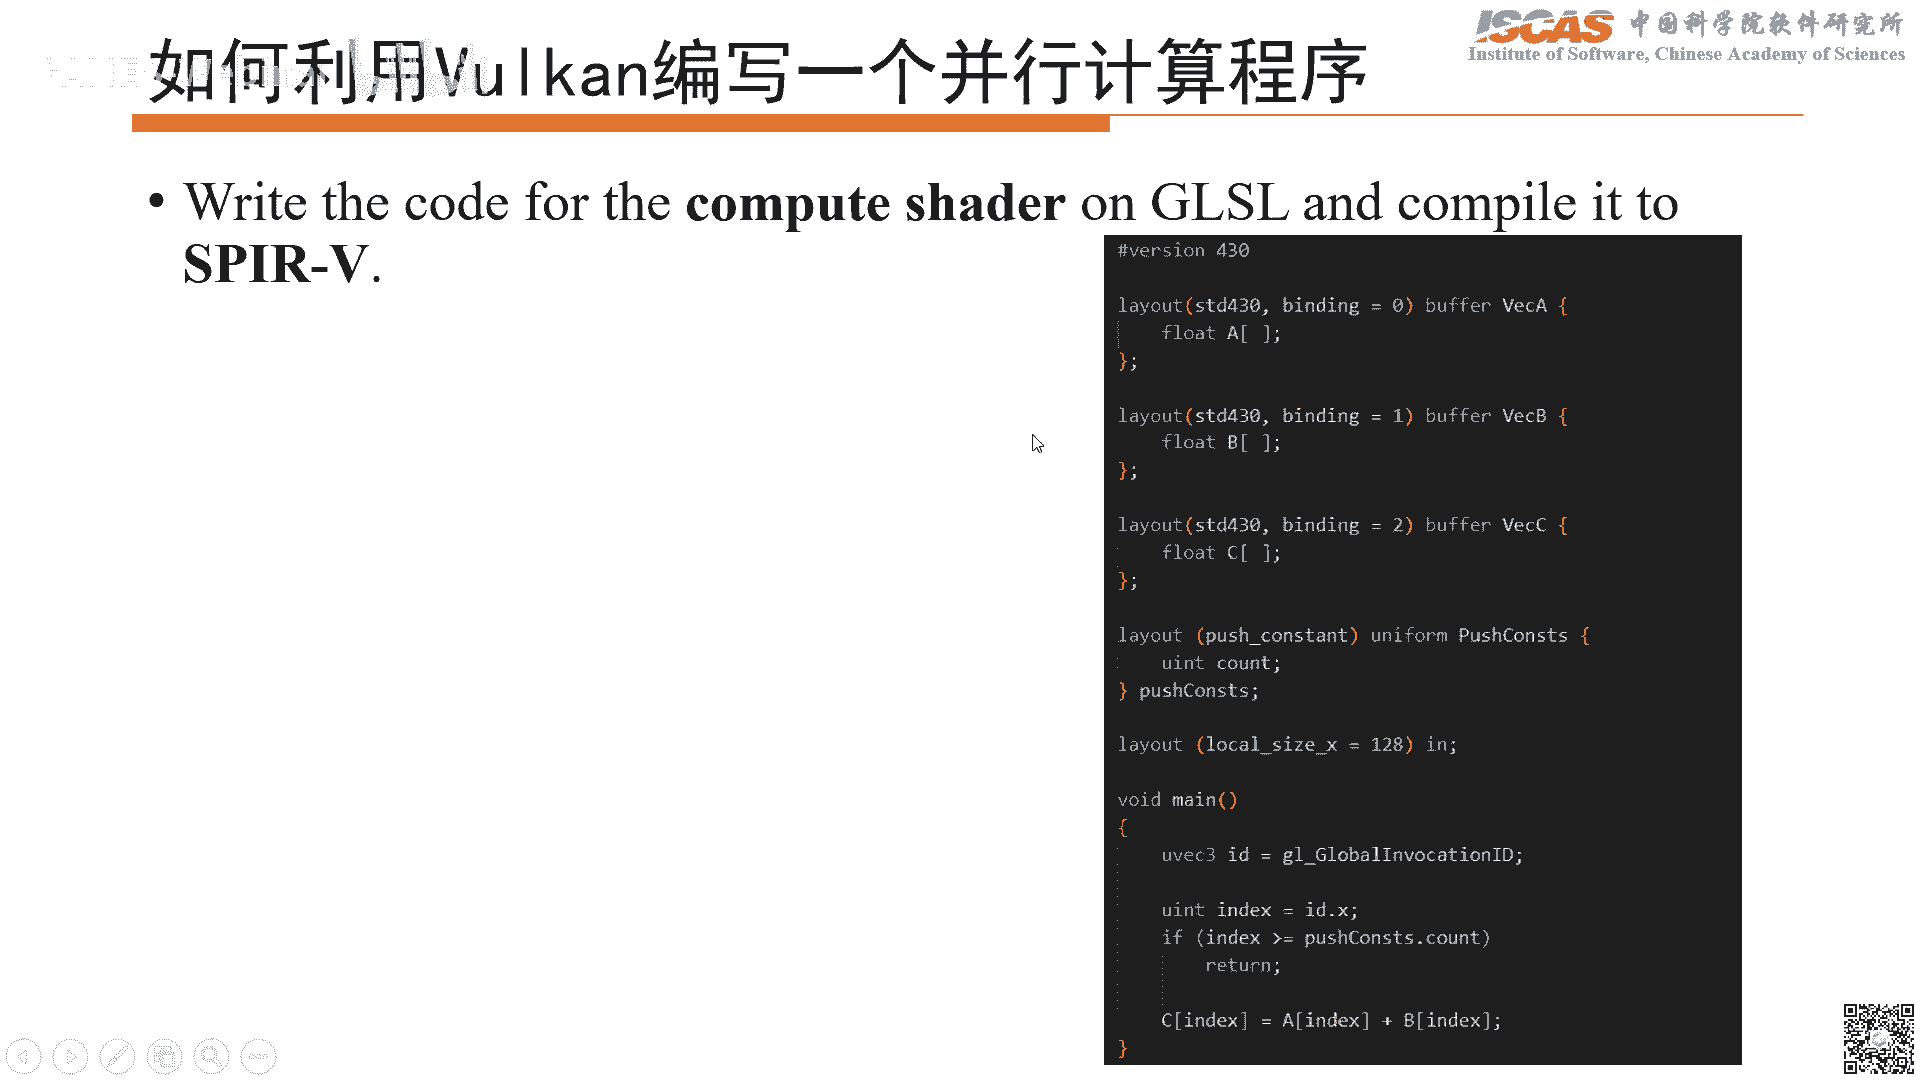 ISCAS 中国科学院软件研究所
Institute of Software, Chinese Academy of Sciences
如何利用Vulkan编写一个并行计算程序
• Write the code for the compute shader on GLSL and compile it to
SPIR-V.
#version 430
layout(std430, binding = 0) buffer VecA {
float A[ ];
};
layout(std430, binding = 1) buffer VecB {
float B[ ];
};
layout(std430, binding = 2) buffer VecC {
float C[ ];
};
layout (push_constant) uniform PushConsts {
uint count;
} pushConsts;
layout (local_size_x = 128) in;
void main()
{
uvec3 id = gl_GlobalInvocationID;
uint index = id.x;
if (index >= pushConsts.count)
return;
C[index] = A[index] + B[index];
}